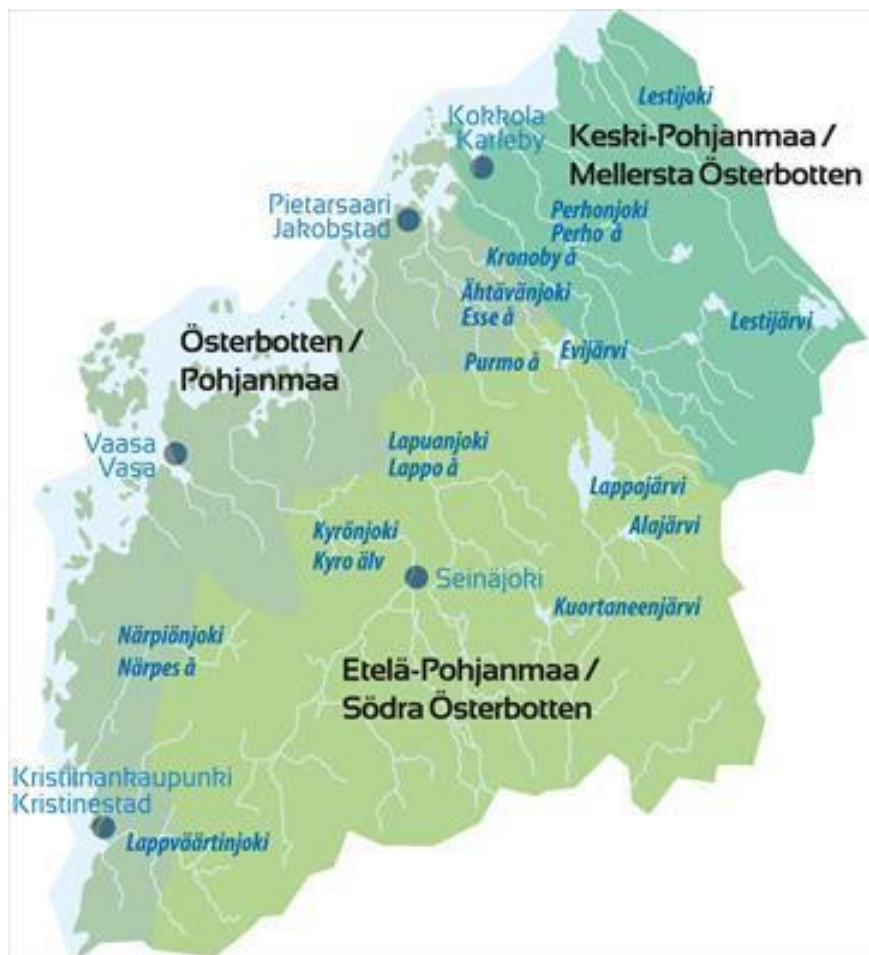 Lestijoki
Kokkola
Karleby
Keski-Pohjanmaa /
Mellersta Österbotten
Pietarsaari
Jakobstad
Perhonjoki
Perho å
Kronoby å
Ähtävänjoki
Esse å
Lestijärvi
Österbotten /
Pohjanmaa
Purmo å
Evijärvi
Vaasa
Vasa
Lapuanjoki
Lappo å
Lappajärvi
Alajärvi
Kyrönjoki
Kyro älv
Seinäjoki
Kuortaneenjärvi
Närpiönjoki
Närpes å
Etelä-Pohjanmaa /
Södra Österbotten
Kristiinankaupunki
Kristinestad
Lappväärtinjoki